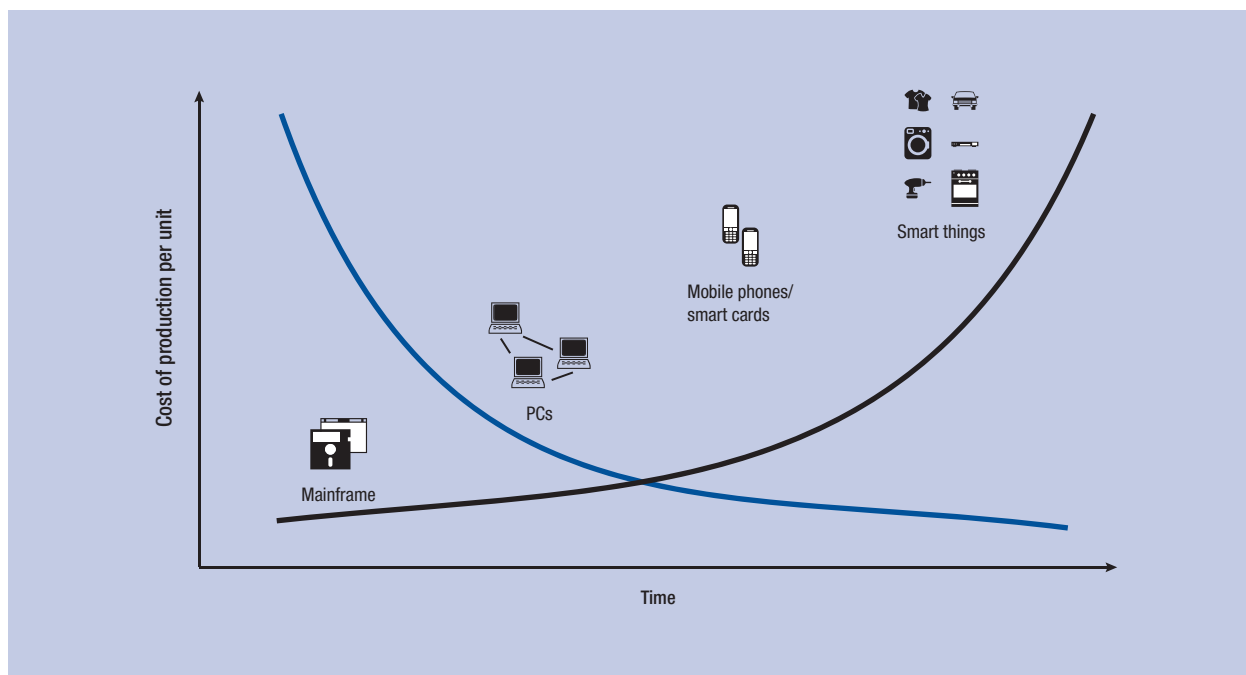 Cost of production per unit
Mainframe
PCs
Mobile phones/
smart cards
Smart things
Time